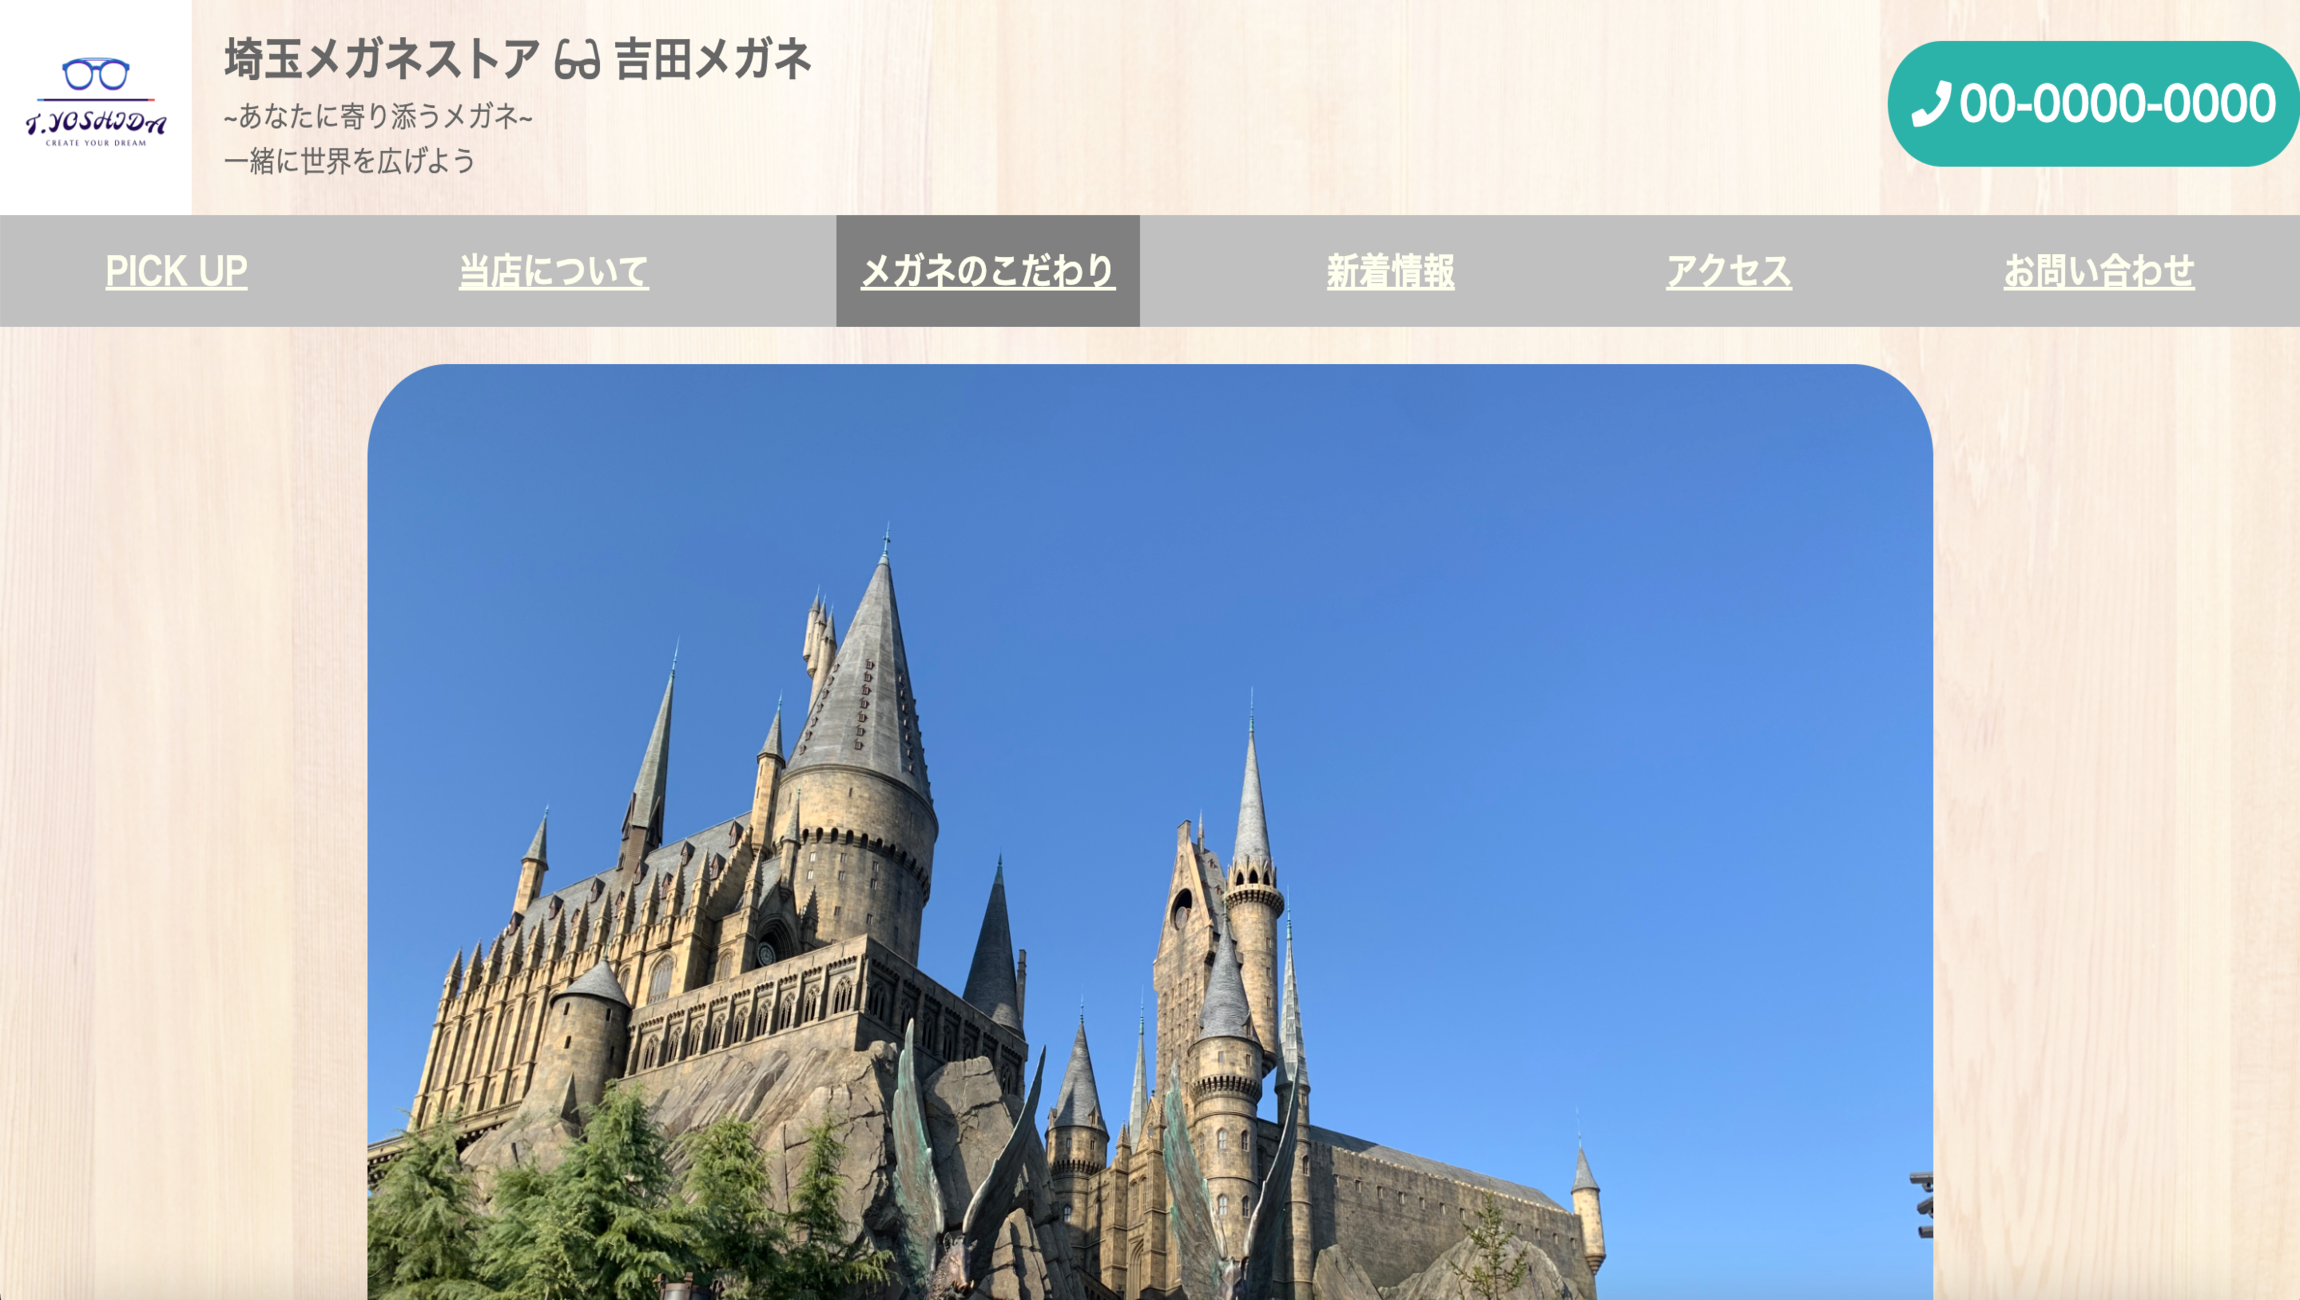 T.YOSHIDA
CREATE YOUR DREAM
埼玉メガネストア 吉田メガネ
~あなたに寄り添うメガネ~
一緒に世界を広げよう
00-0000-0000
PICK UP
当店について
メガネのこだわり
新着情報
アクセス
お問い合わせ